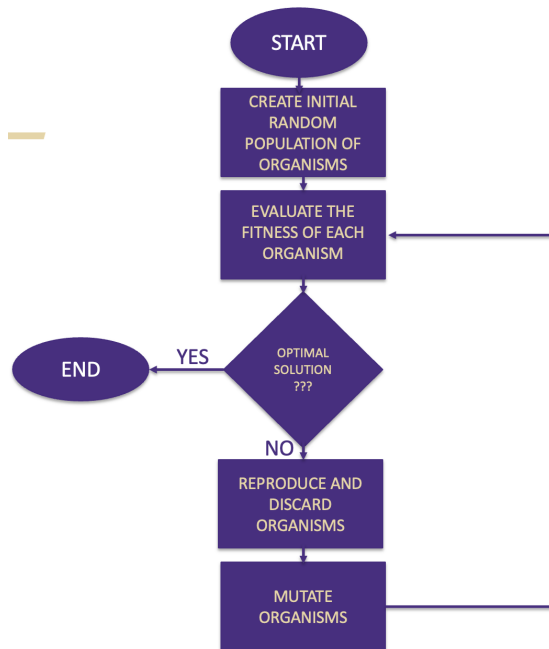 START
CREATE INITIAL
RANDOM
POPULATION OF
ORGANISMS
EVALUATE THE
FITNESS OF EACH
ORGANISM
YES
END
OPTIMAL
SOLUTION
???
NO
REPRODUCE AND
DISCARD
ORGANISMS
MUTATE
ORGANISMS